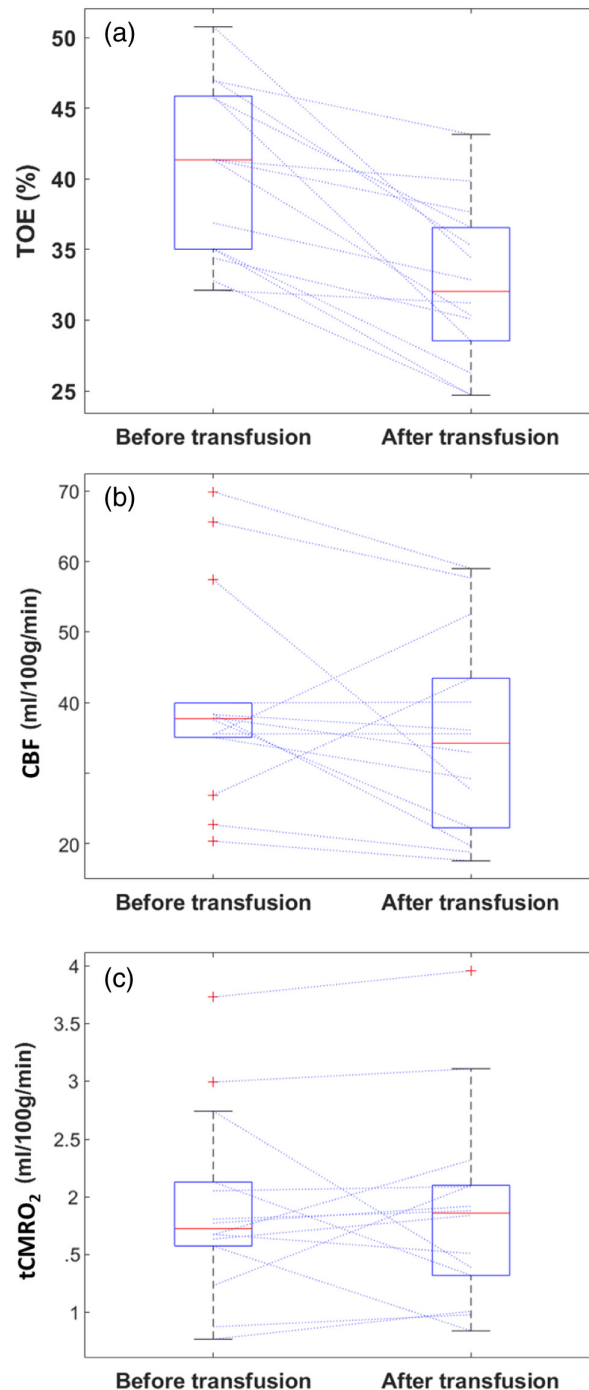 (a)
50
45
40
35
30
25
TOE (%)
Before transfusion After transfusion
(b)
70
60
50
40
20
CBF (ml/100g/min)
Before transfusion After transfusion
(c)
4
3.5
3
2.5
2
.5
1
tCMRO₂ (ml/100g/min)
Before transfusion After transfusion